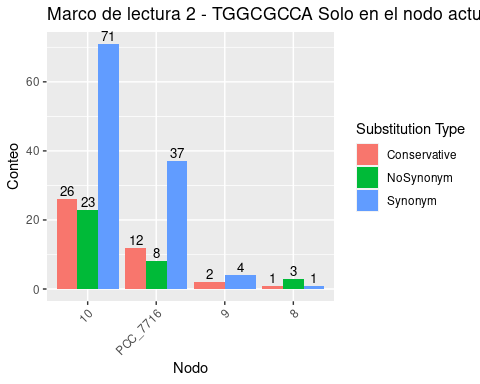 Marco de lectura 2 - TGGCGCCA Solo en el nodo actu
Conteo
60
40
20
0
26
23
71
12
8
37
2
4
1
3
1
10
PCC_7716
9
8
Nodo
Substitution Type
Conservative
NoSynonym
Synonym